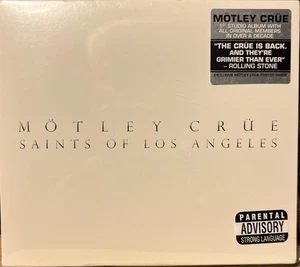 MÖTLEY CRÜE
1ST STUDIO ALBUM WITH
ALL ORIGINAL MEMBERS
IN OVER A DECADE
"THE CRÜE IS BACK.
AND THEY'RE
GRIMIER THAN EVER"
- ROLLING STONE
MÖTLEY CRÜE
SAINTS OF LOS ANGELES
PARENTAL
ADVISORY
STRONG LANGUAGE